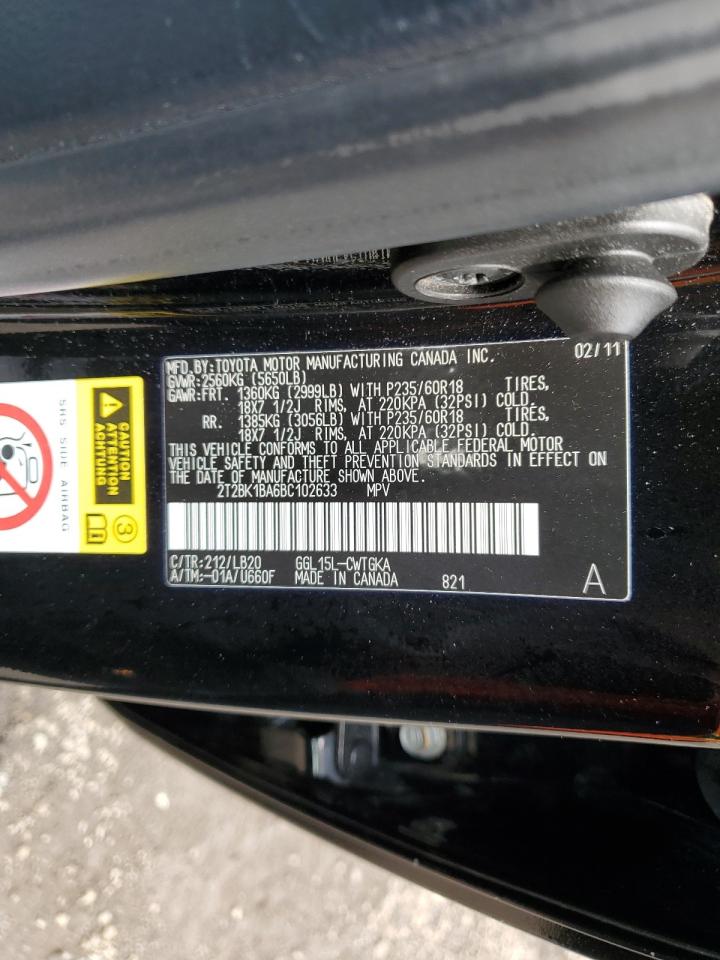 MFD.BY:TOYOTA MOTOR MANUFACTURING CANADA INC. 02/11
GVWR:2560KG (5650LB)
GAWR:FRT. 1360KG (2999LB) WITH P235/60R18 TIRES,
18X7 1/2J RIMS, AT 220KPA (32PSI) COLD.
RR. 1385KG (3056LB) WITH P235/60R18 TIRES,
18X7 1/2J RIMS, AT 220KPA (32PSI) COLD.
THIS VEHICLE CONFORMS TO ALL APPLICABLE FEDERAL MOTOR
VEHICLE SAFETY AND THEFT PREVENTION STANDARDS IN EFFECT ON
THE DATE OF MANUFACTURE SHOWN ABOVE.
2T2BK1BA6BC102633 MPV
C/TR:212/LB20 GGL15L-CWTGKA
A/TM:-01A/U660F MADE IN CANADA 821 A
SRS SIDE AIRBAG
CAUTION
ATTENTION
ACHTUNG
3